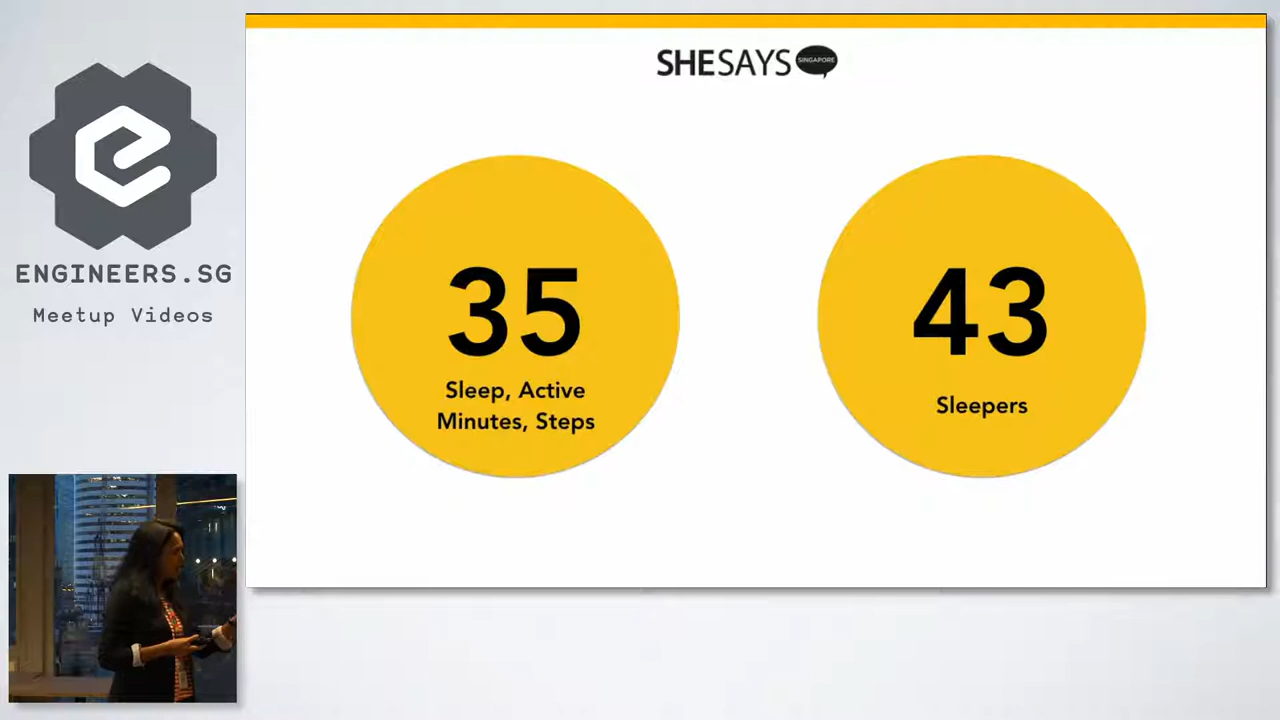 ENGINEERS.SG
Meetup Videos
SHESAYS SINGAPORE
35
Sleep, Active
Minutes, Steps
43
Sleepers